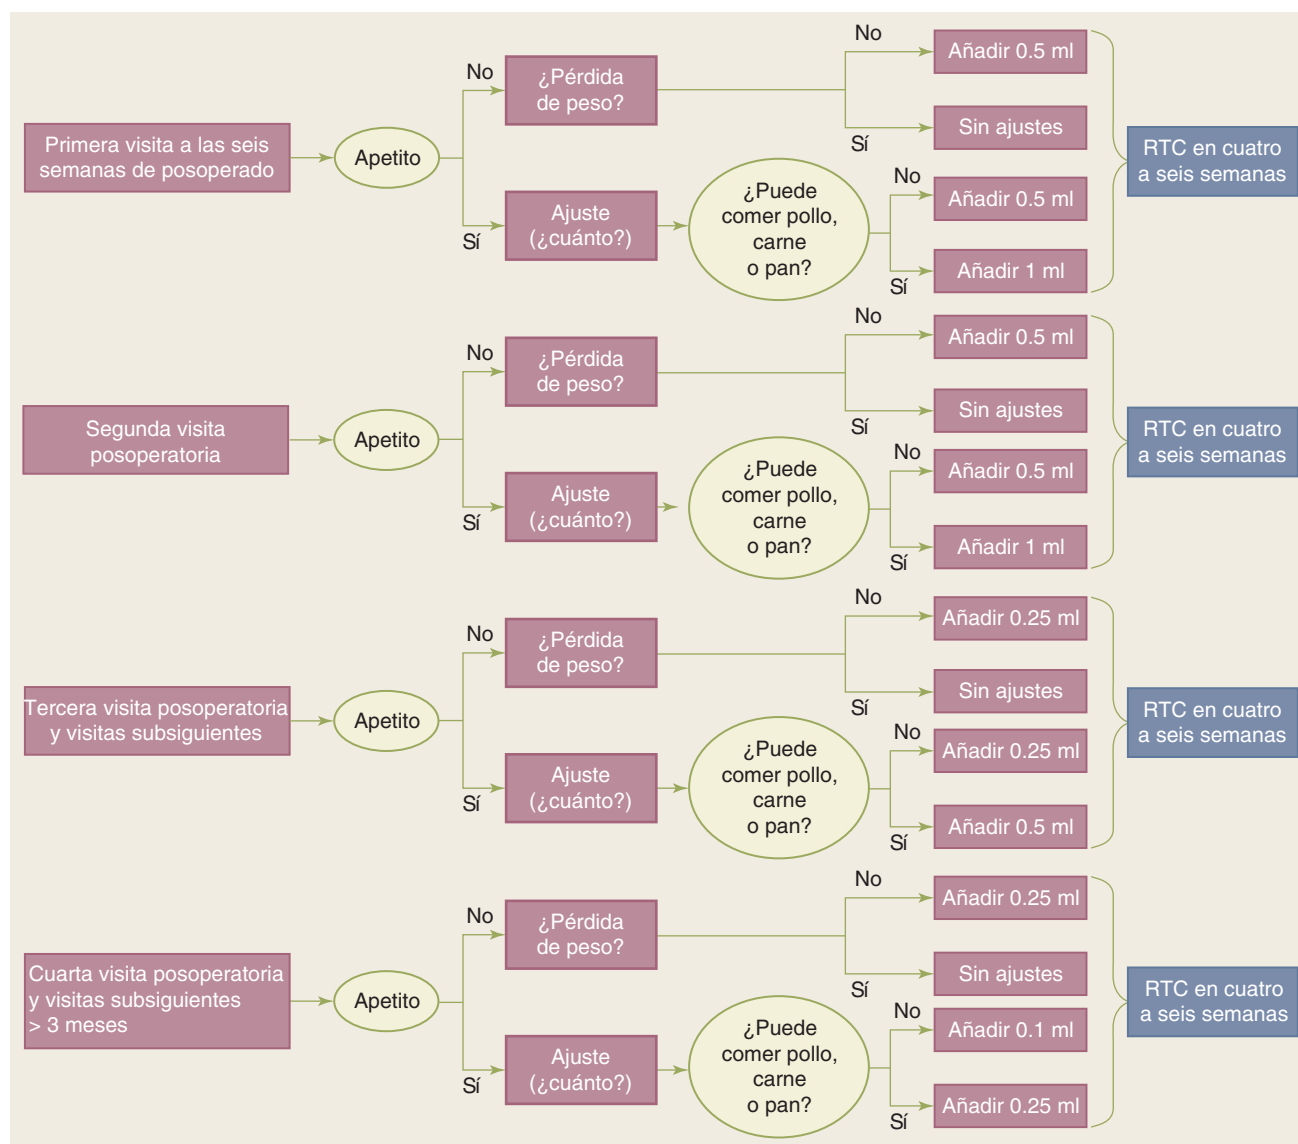 Primera visita a las seis
semanas de posoperado
Apetito
No
¿Pérdida
de peso?
No
Añadir 0.5 ml
Sí
Sin ajustes
Sí
Ajuste
(¿cuánto?)
¿Puede
comer pollo,
carne
o pan?
No
Añadir 0.5 ml
Sí
Añadir 1 ml
RTC en cuatro
a seis semanas
Segunda visita
posoperatoria
Apetito
No
¿Pérdida
de peso?
No
Añadir 0.5 ml
Sí
Sin ajustes
Sí
Ajuste
(¿cuánto?)
¿Puede
comer pollo,
carne
o pan?
No
Añadir 0.5 ml
Sí
Añadir 1 ml
RTC en cuatro
a seis semanas
Tercera visita posoperatoria
y visitas subsiguientes
Apetito
No
¿Pérdida
de peso?
No
Añadir 0.25 ml
Sí
Sin ajustes
Sí
Ajuste
(¿cuánto?)
¿Puede
comer pollo,
carne
o pan?
No
Añadir 0.25 ml
Sí
Añadir 0.5 ml
RTC en cuatro
a seis semanas
Cuarta visita posoperatoria
y visitas subsiguientes
> 3 meses
Apetito
No
¿Pérdida
de peso?
No
Añadir 0.25 ml
Sí
Sin ajustes
Sí
Ajuste
(¿cuánto?)
¿Puede
comer pollo,
carne
o pan?
No
Añadir 0.1 ml
Sí
Añadir 0.25 ml
RTC en cuatro
a seis semanas